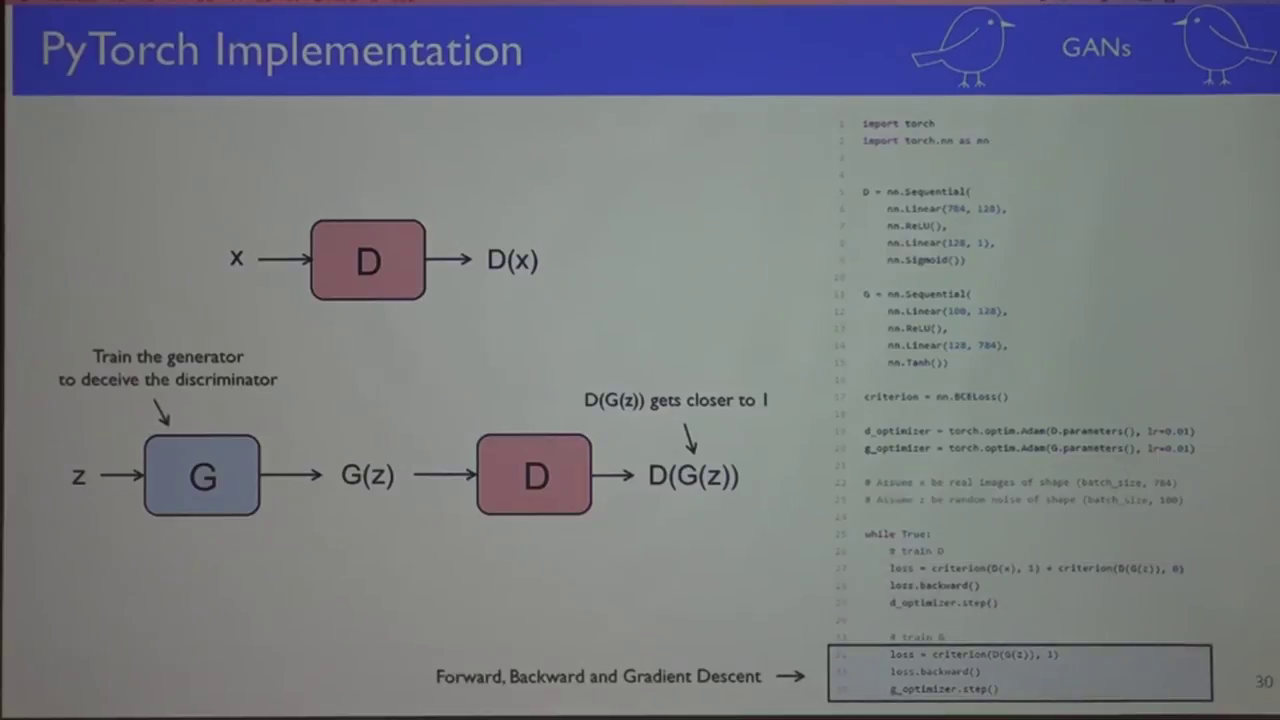 PyTorch Implementation
GANs
x
D
D(x)
Train the generator
to deceive the discriminator
D(G(z)) gets closer to 1
z
G
G(z)
D
D(G(z))
Forward, Backward and Gradient Descent
1 import torch
2 import torch.nn as nn
3
4
5 D = nn.Sequential(
6 nn.Linear(784, 128),
7 nn.ReLU(),
8 nn.Linear(128, 1),
9 nn.Sigmoid())
10
11 G = nn.Sequential(
12 nn.Linear(100, 128),
13 nn.ReLU(),
14 nn.Linear(128, 784),
15 nn.Tanh())
16
17 criterion = nn.BCELoss()
18
19 d_optimizer = torch.optim.Adam(D.parameters(), lr=0.01)
20 g_optimizer = torch.optim.Adam(G.parameters(), lr=0.01)
21
22 # Assume x be real images of shape (batch_size, 784)
23 # Assume z be random noise of shape (batch_size, 100)
24
25 while True:
26 # train D
27 loss = criterion(D(x), 1) + criterion(D(G(z)), 0)
28 loss.backward()
29 d_optimizer.step()
30
31 # train G
32 loss = criterion(D(G(z)), 1)
33 loss.backward()
34 g_optimizer.step()
30